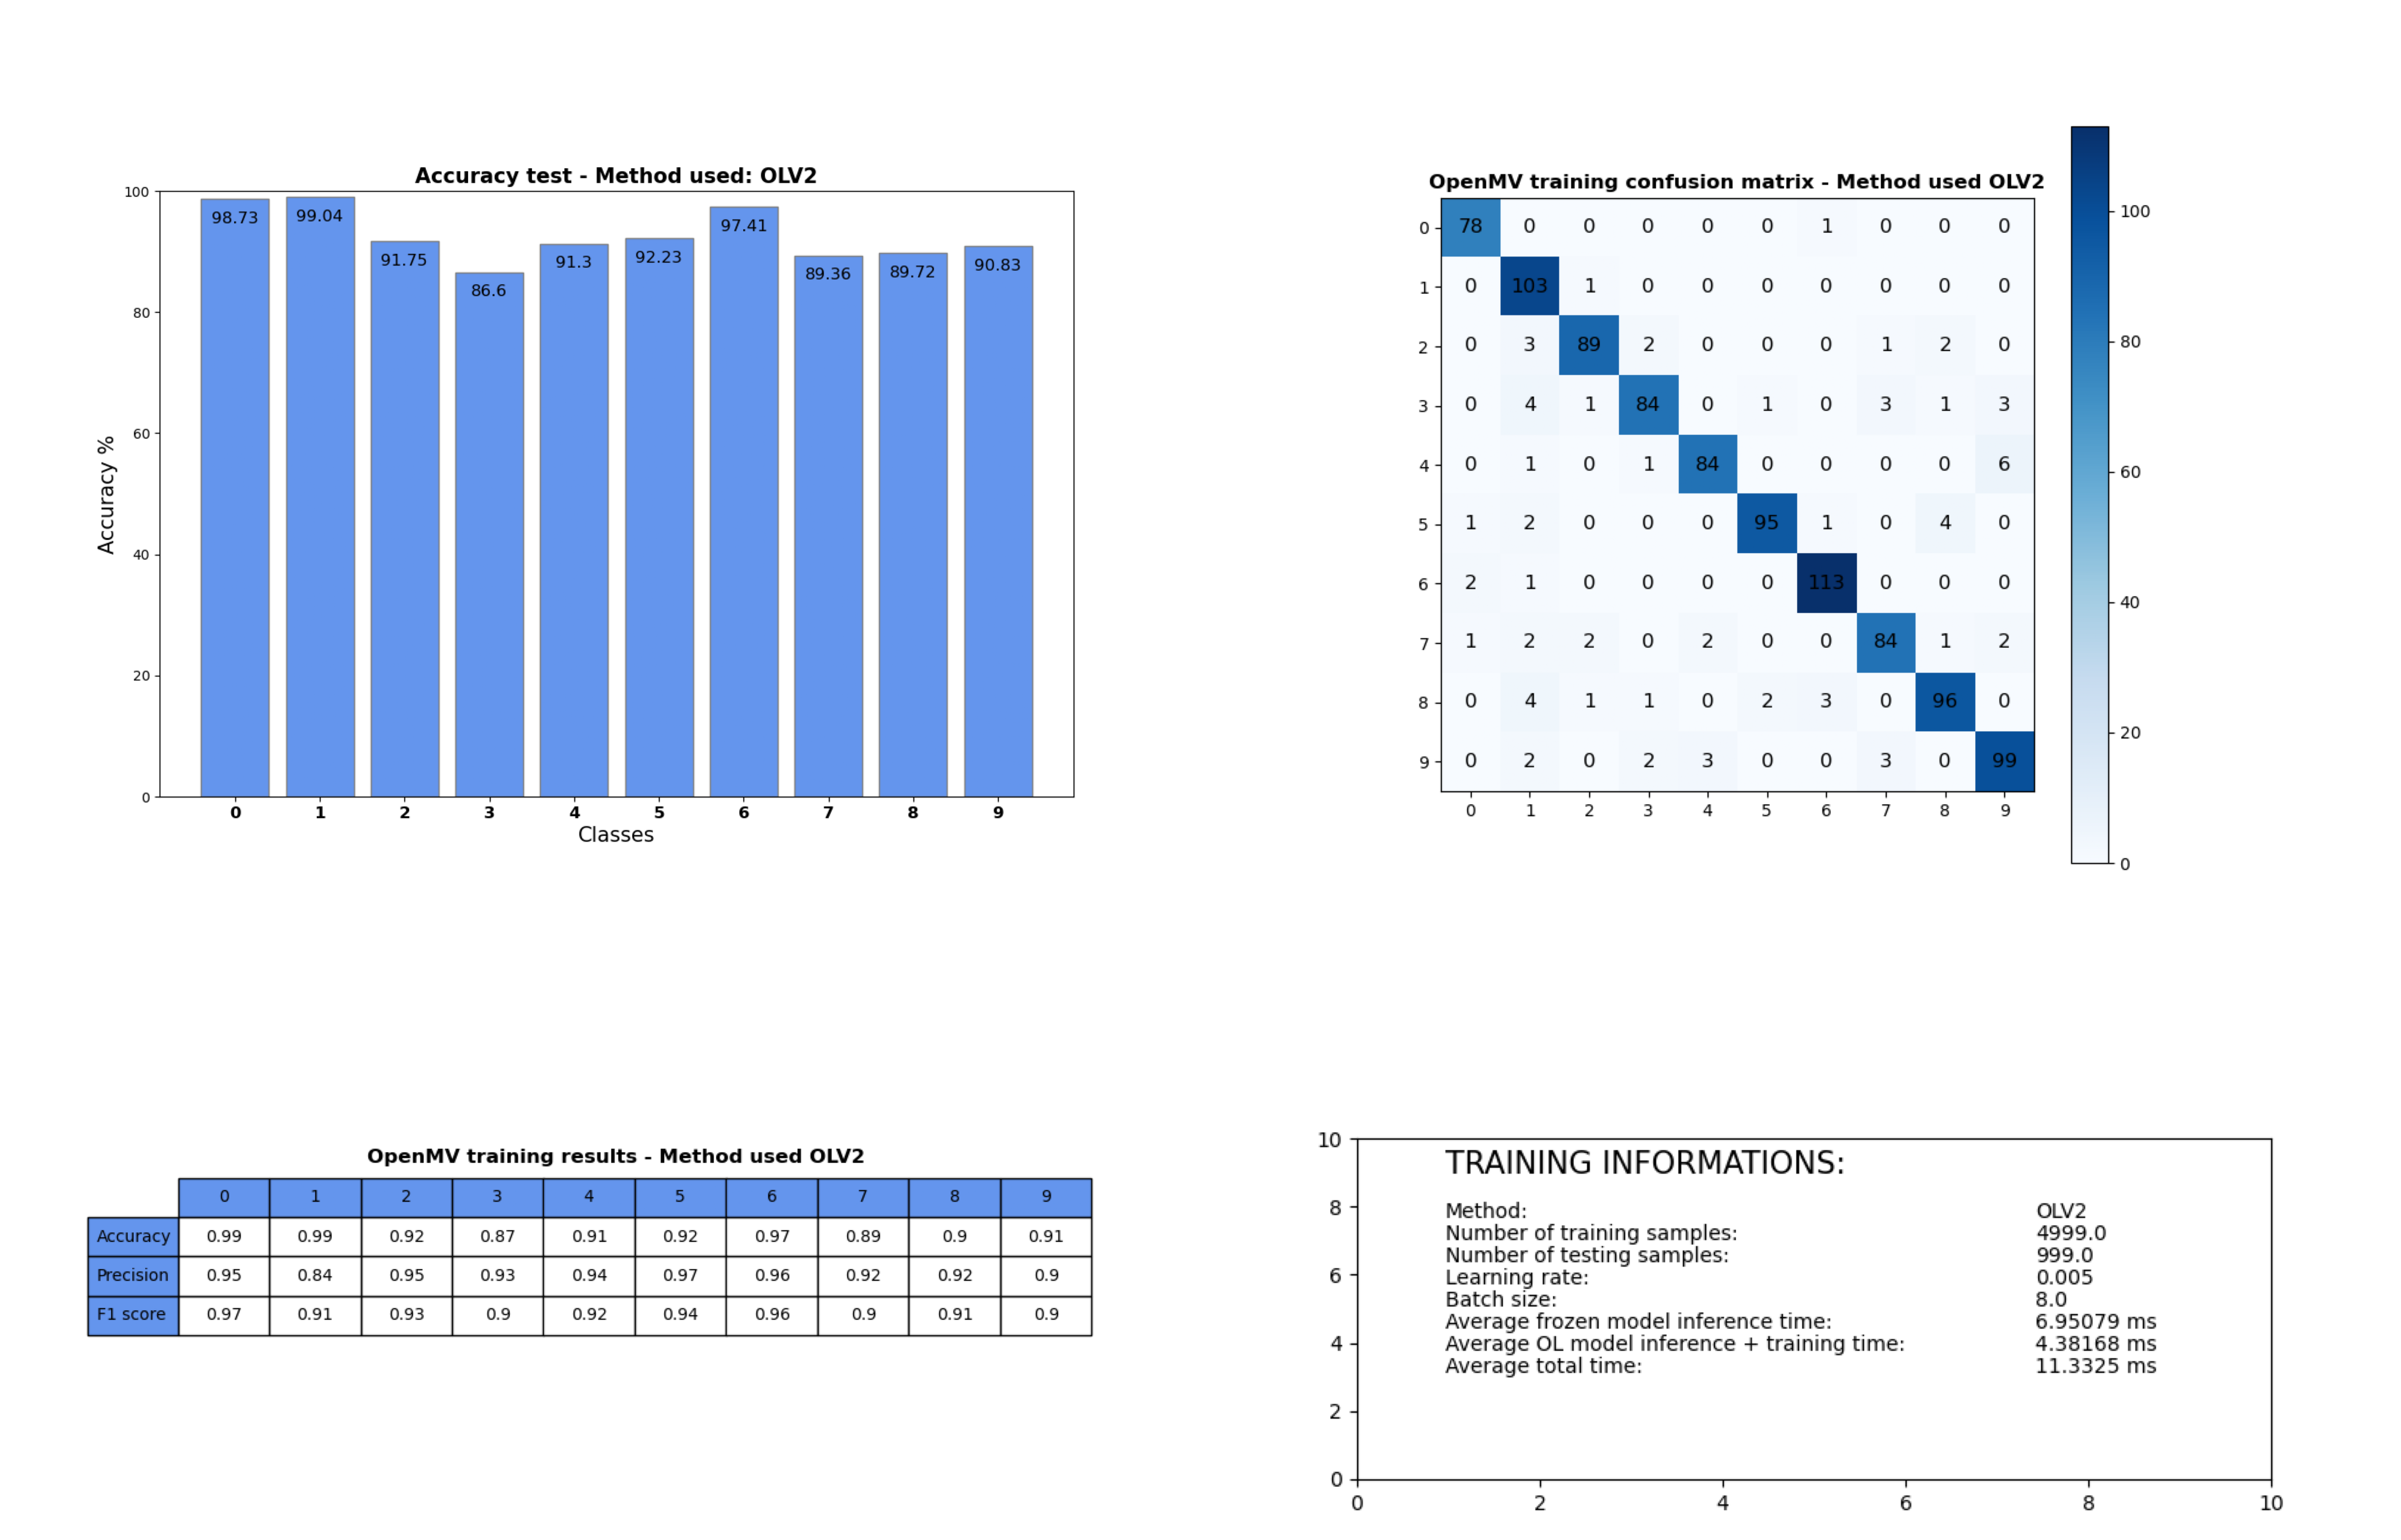 Accuracy test - Method used: OLV2
100
80
60
40
20
0
Accuracy %
98.73 99.04 91.75 86.6 91.3 92.23 97.41 89.36 89.72 90.83
0 1 2 3 4 5 6 7 8 9
Classes
OpenMV training confusion matrix - Method used OLV2
0 78 0 0 0 0 0 1 0 0 0
1 0 103 1 0 0 0 0 0 0 0
2 0 3 89 2 0 0 0 1 2 0
3 0 4 1 84 0 1 0 3 1 3
4 0 1 0 1 84 0 0 0 0 6
5 1 2 0 0 0 95 1 0 4 0
6 2 1 0 0 0 0 113 0 0 0
7 1 2 2 0 2 0 0 84 1 2
8 0 4 1 1 0 2 3 0 96 0
9 0 2 0 2 3 0 0 3 0 99
0 1 2 3 4 5 6 7 8 9
100
80
60
40
20
0
OpenMV training results - Method used OLV2
0 1 2 3 4 5 6 7 8 9
Accuracy 0.99 0.99 0.92 0.87 0.91 0.92 0.97 0.89 0.9 0.91
Precision 0.95 0.84 0.95 0.93 0.94 0.97 0.96 0.92 0.92 0.9
F1 score 0.97 0.91 0.93 0.9 0.92 0.94 0.96 0.9 0.91 0.9
10
8
6
4
2
0
TRAINING INFORMATIONS:
Method: OLV2
Number of training samples: 4999.0
Number of testing samples: 999.0
Learning rate: 0.005
Batch size: 8.0
Average frozen model inference time: 6.95079 ms
Average OL model inference + training time: 4.38168 ms
Average total time: 11.3325 ms
0 2 4 6 8 10